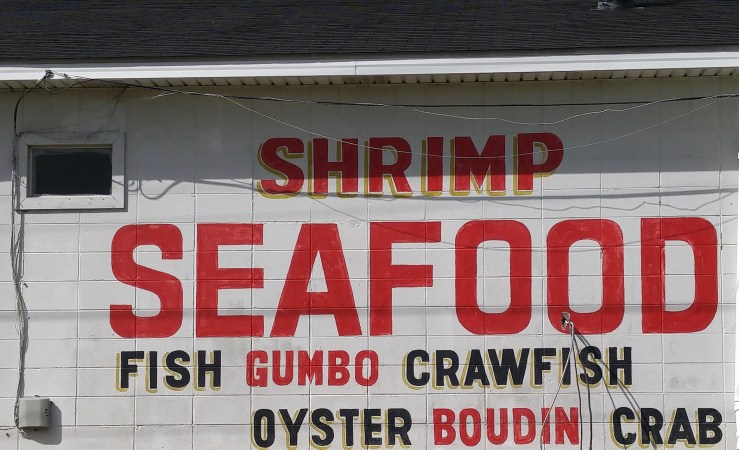 SHRIMP
SEAFOOD
FISH GUMBO CRAWFISH
OYSTER BOUDIN CRAB